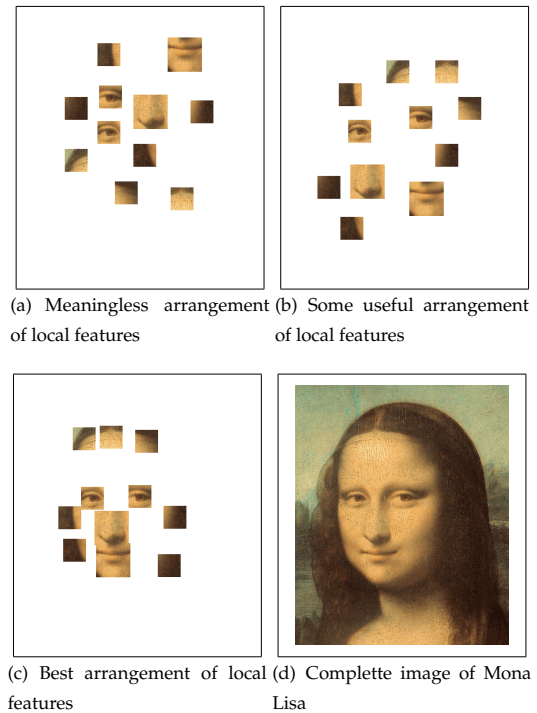 (a) Meaningless arrangement
of local features
(b) Some useful arrangement
of local features
(c) Best arrangement of local
features
(d) Complette image of Mona
Lisa